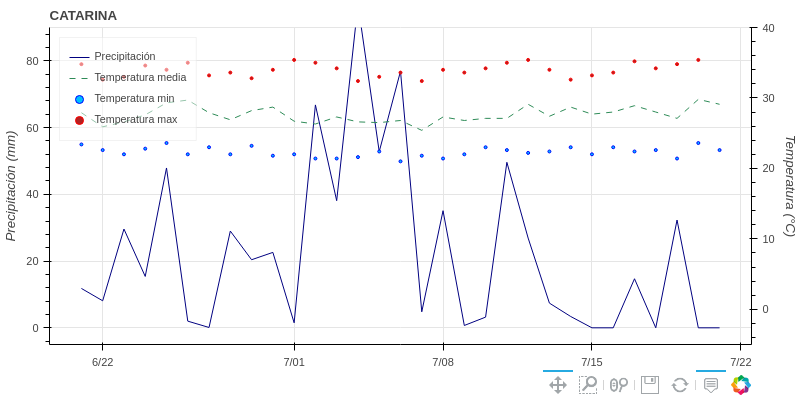 CATARINA
Precipitación
Temperatura media
Temperatura min
Temperatura max
Precipitación (mm)
80
60
40
20
0
Temperatura (°C)
40
30
20
10
0
6/22
7/01
7/08
7/15
7/22